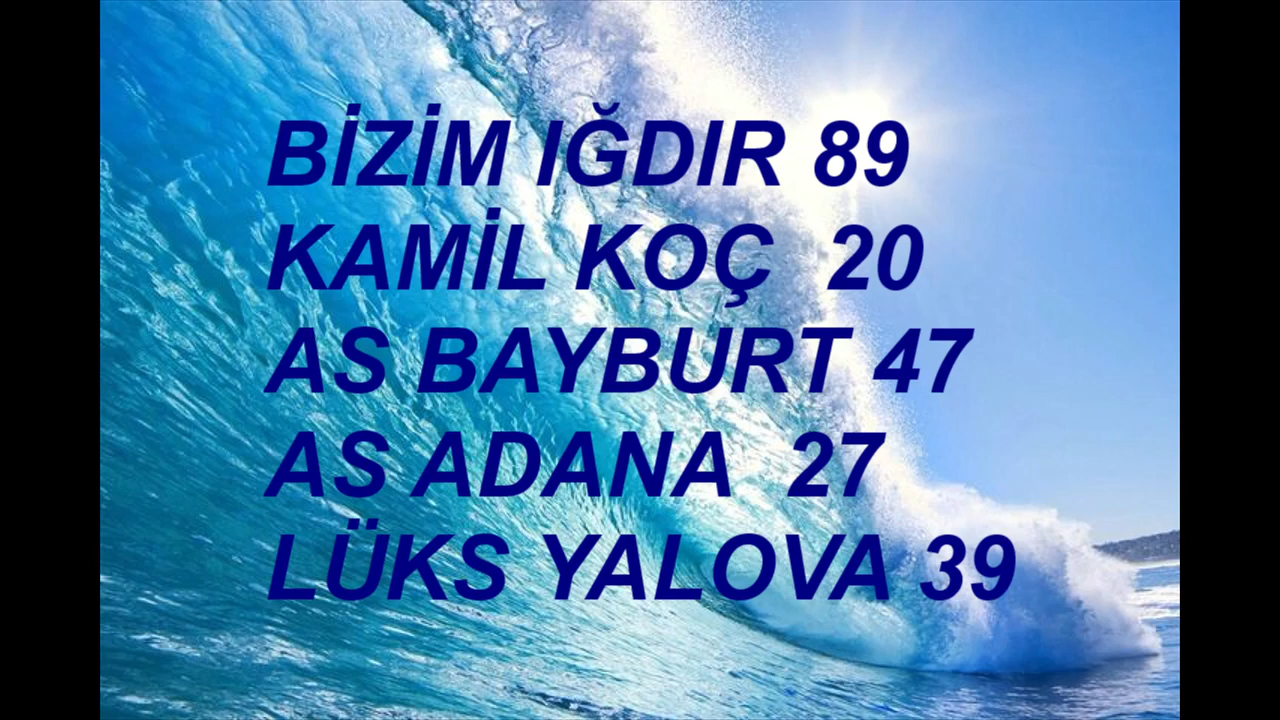 BİZİM IĞDIR 89
KAMİL KOÇ 20
AS BAYBURT 47
AS ADANA 27
LÜKS YALOVA 39